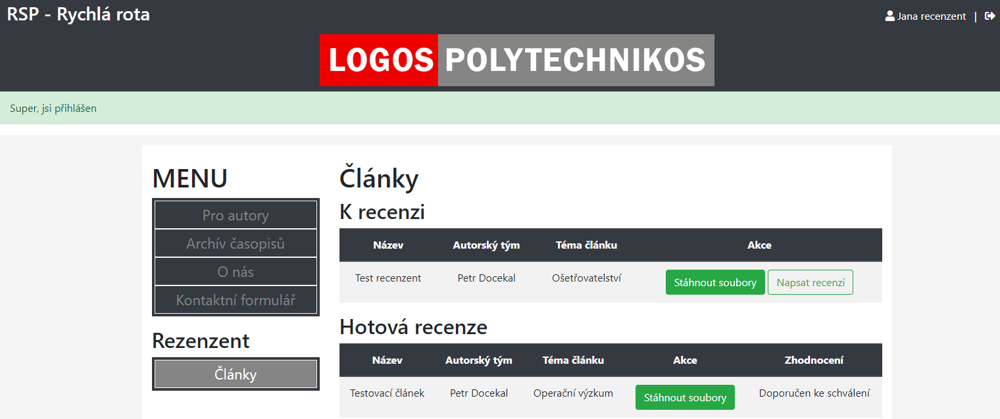 RSP - Rychlá rota
Jana recenzent |
LOGOS POLYTECHNIKOS
Super, jsi přihlášen
MENU
Pro autory
Archív časopisů
O nás
Kontaktní formulář
Rezenzent
Články
Články
K recenzi
Název Autorský tým Téma článku Akce
Test recenzent Petr Docekal Ošetřovatelství Stáhnout soubory Napsat recenzi
Hotová recenze
Název Autorský tým Téma článku Akce Zhodnocení
Testovací článek Petr Docekal Operační výzkum Stáhnout soubory Doporučen ke schválení